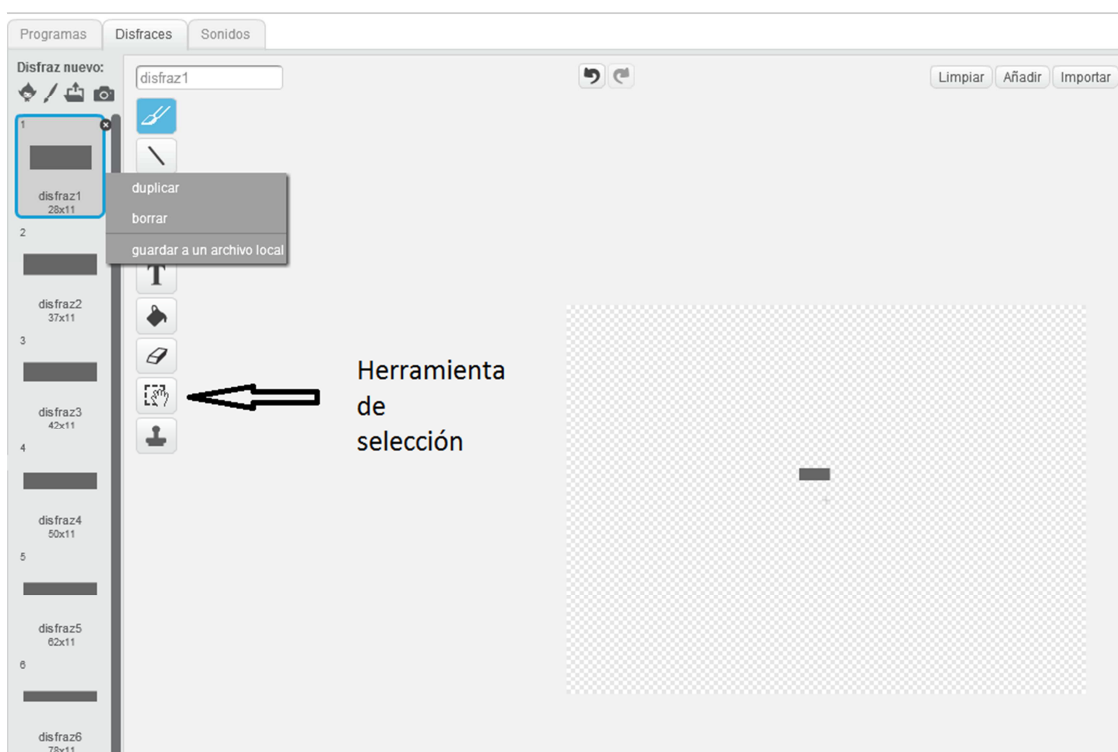 Programas Disfraces Sonidos
Disfraz nuevo:
disfraz1
Limpiar Añadir Importar
1
disfraz1
28x11
duplicar
borrar
guardar a un archivo local
T
2
disfraz2
37x11
3
disfraz3
42x11
4
disfraz4
50x11
5
disfraz5
62x11
6
disfraz6
78x11
Herramienta
de
selección